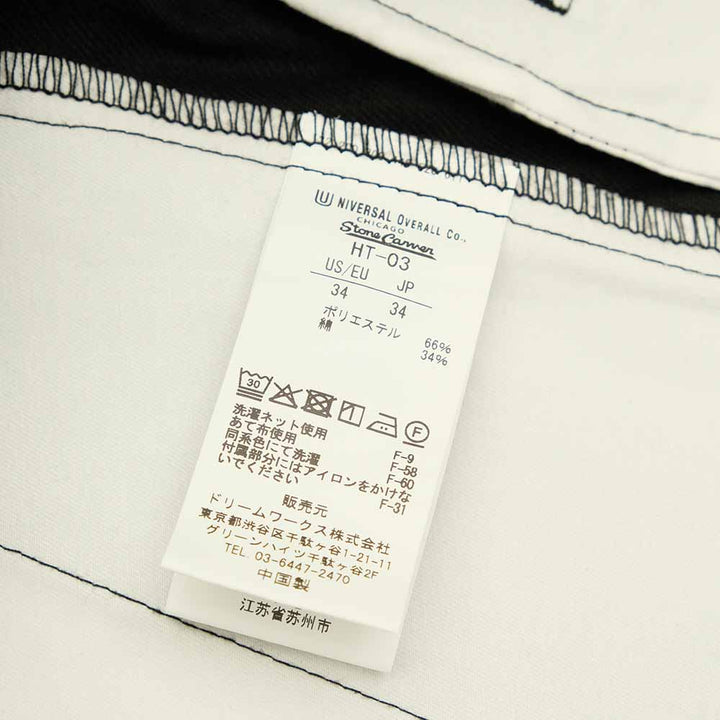 UNIVERSAL OVERALL CO.,
CHICAGO
Stone Carver
HT-03
US/EU JP
34 34
ポリエステル 66%
綿 34%
30 F
洗濯ネット使用 F-9
あて布使用 F-58
同系色にて洗濯 F-60
付属部分にはアイロンをかけな
いでください F-31
販売元
ドリームワークス株式会社
東京都渋谷区千駄ヶ谷1-21-11
グリーンハイツ千駄ヶ谷2F
TEL 03-6447-2470
中国製
江苏省苏州市